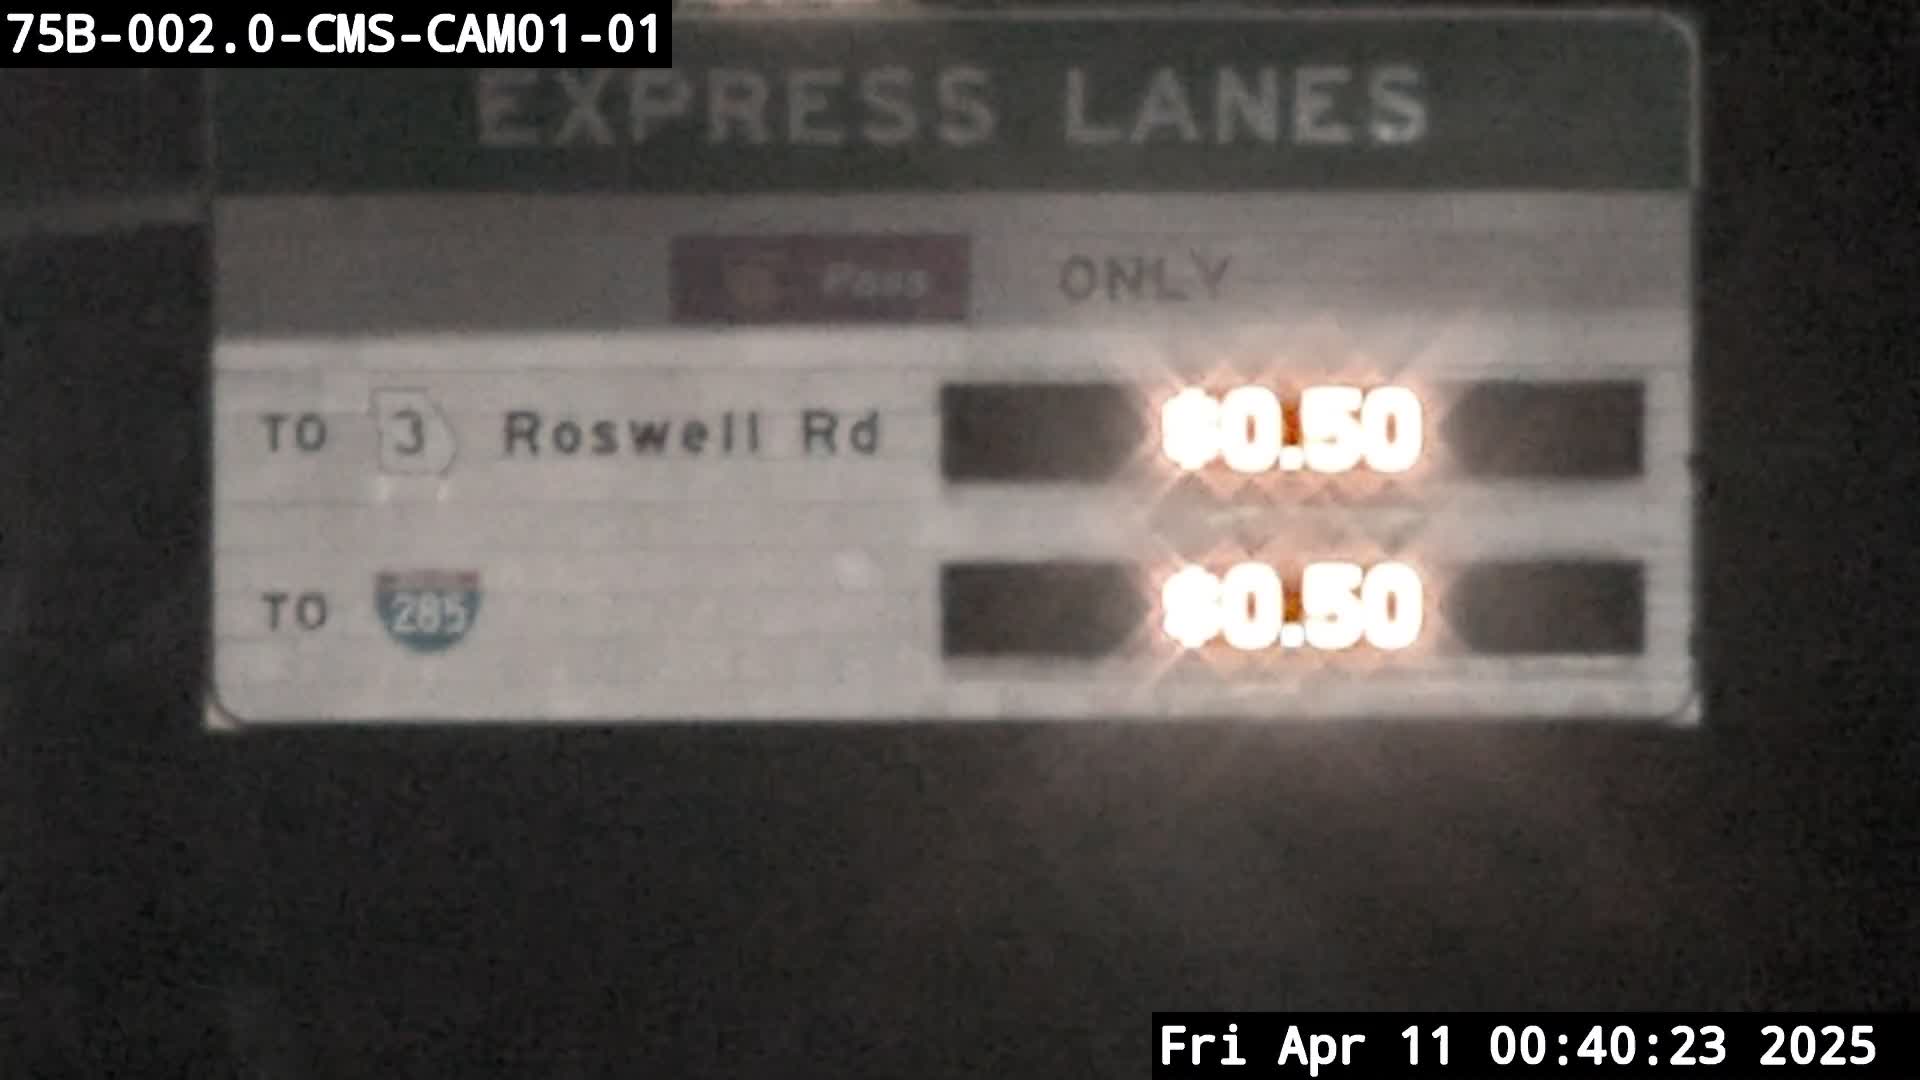 75B-002.0-CMS-CAM01-01
EXPRESS LANES
Pass ONLY
TO 3 Roswell Rd $0.50
TO 285 $0.50
Fri Apr 11 00:40:23 2025